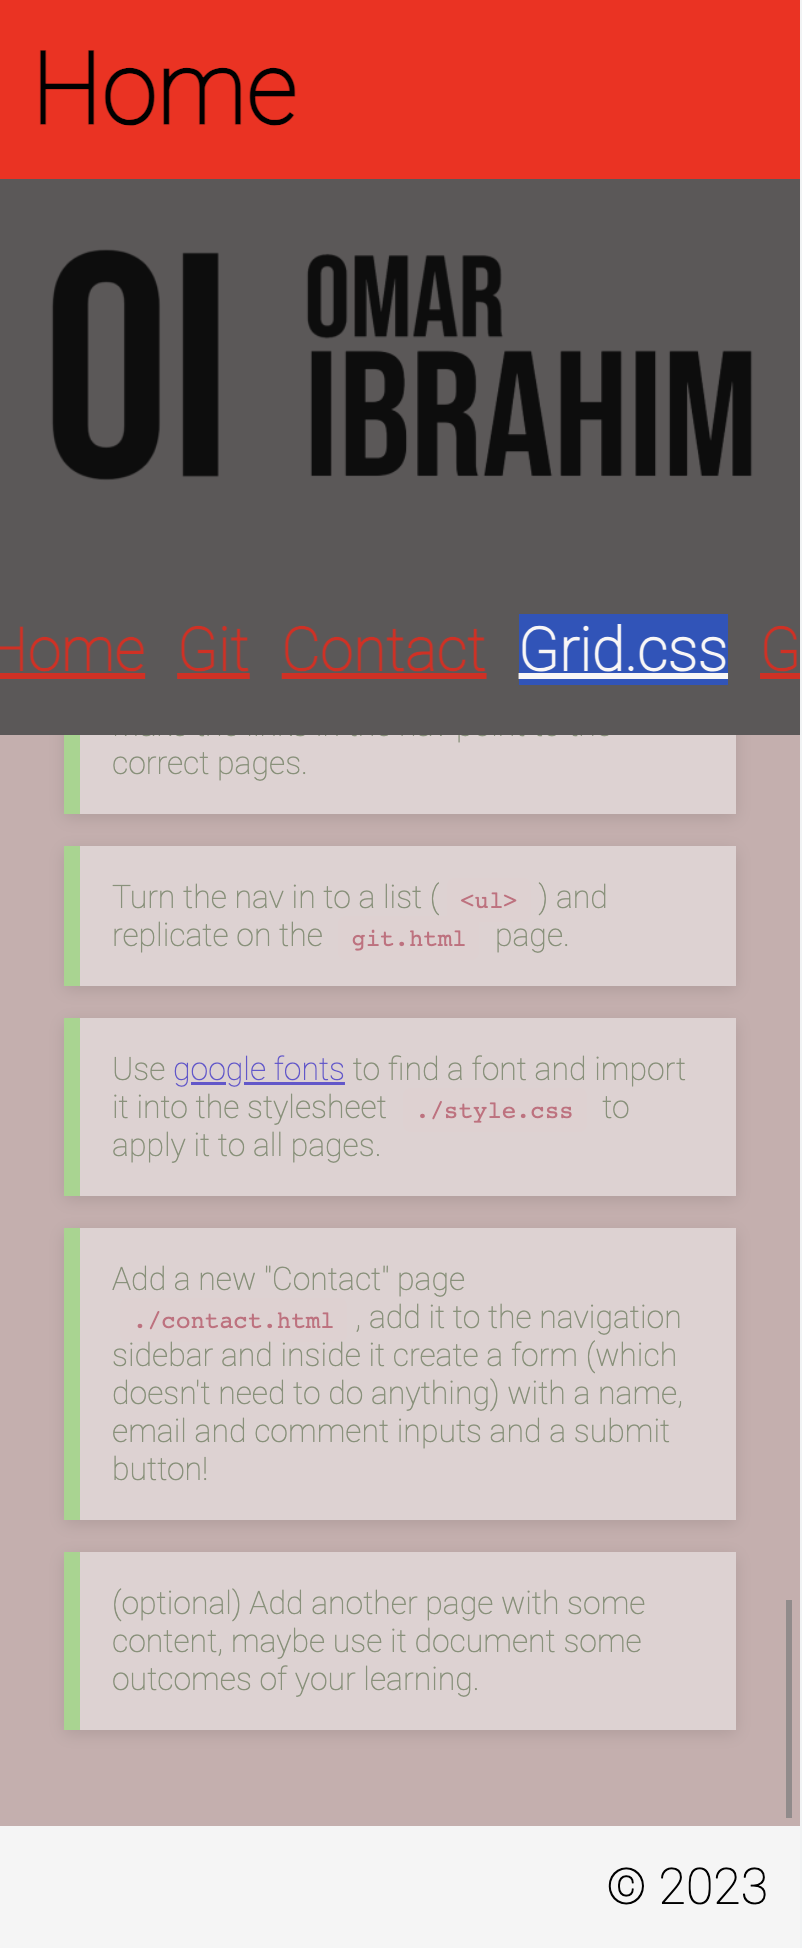 Home
OI
OMAR
IBRAHIM
Home Git Contact Grid.css G
correct pages.
Turn the nav in to a list ( <ul> ) and
replicate on the git.html page.
Use google fonts to find a font and import
it into the stylesheet ./style.css to
apply it to all pages.
Add a new "Contact" page
./contact.html , add it to the navigation
sidebar and inside it create a form (which
doesn't need to do anything) with a name,
email and comment inputs and a submit
button!
(optional) Add another page with some
content, maybe use it document some
outcomes of your learning.
© 2023